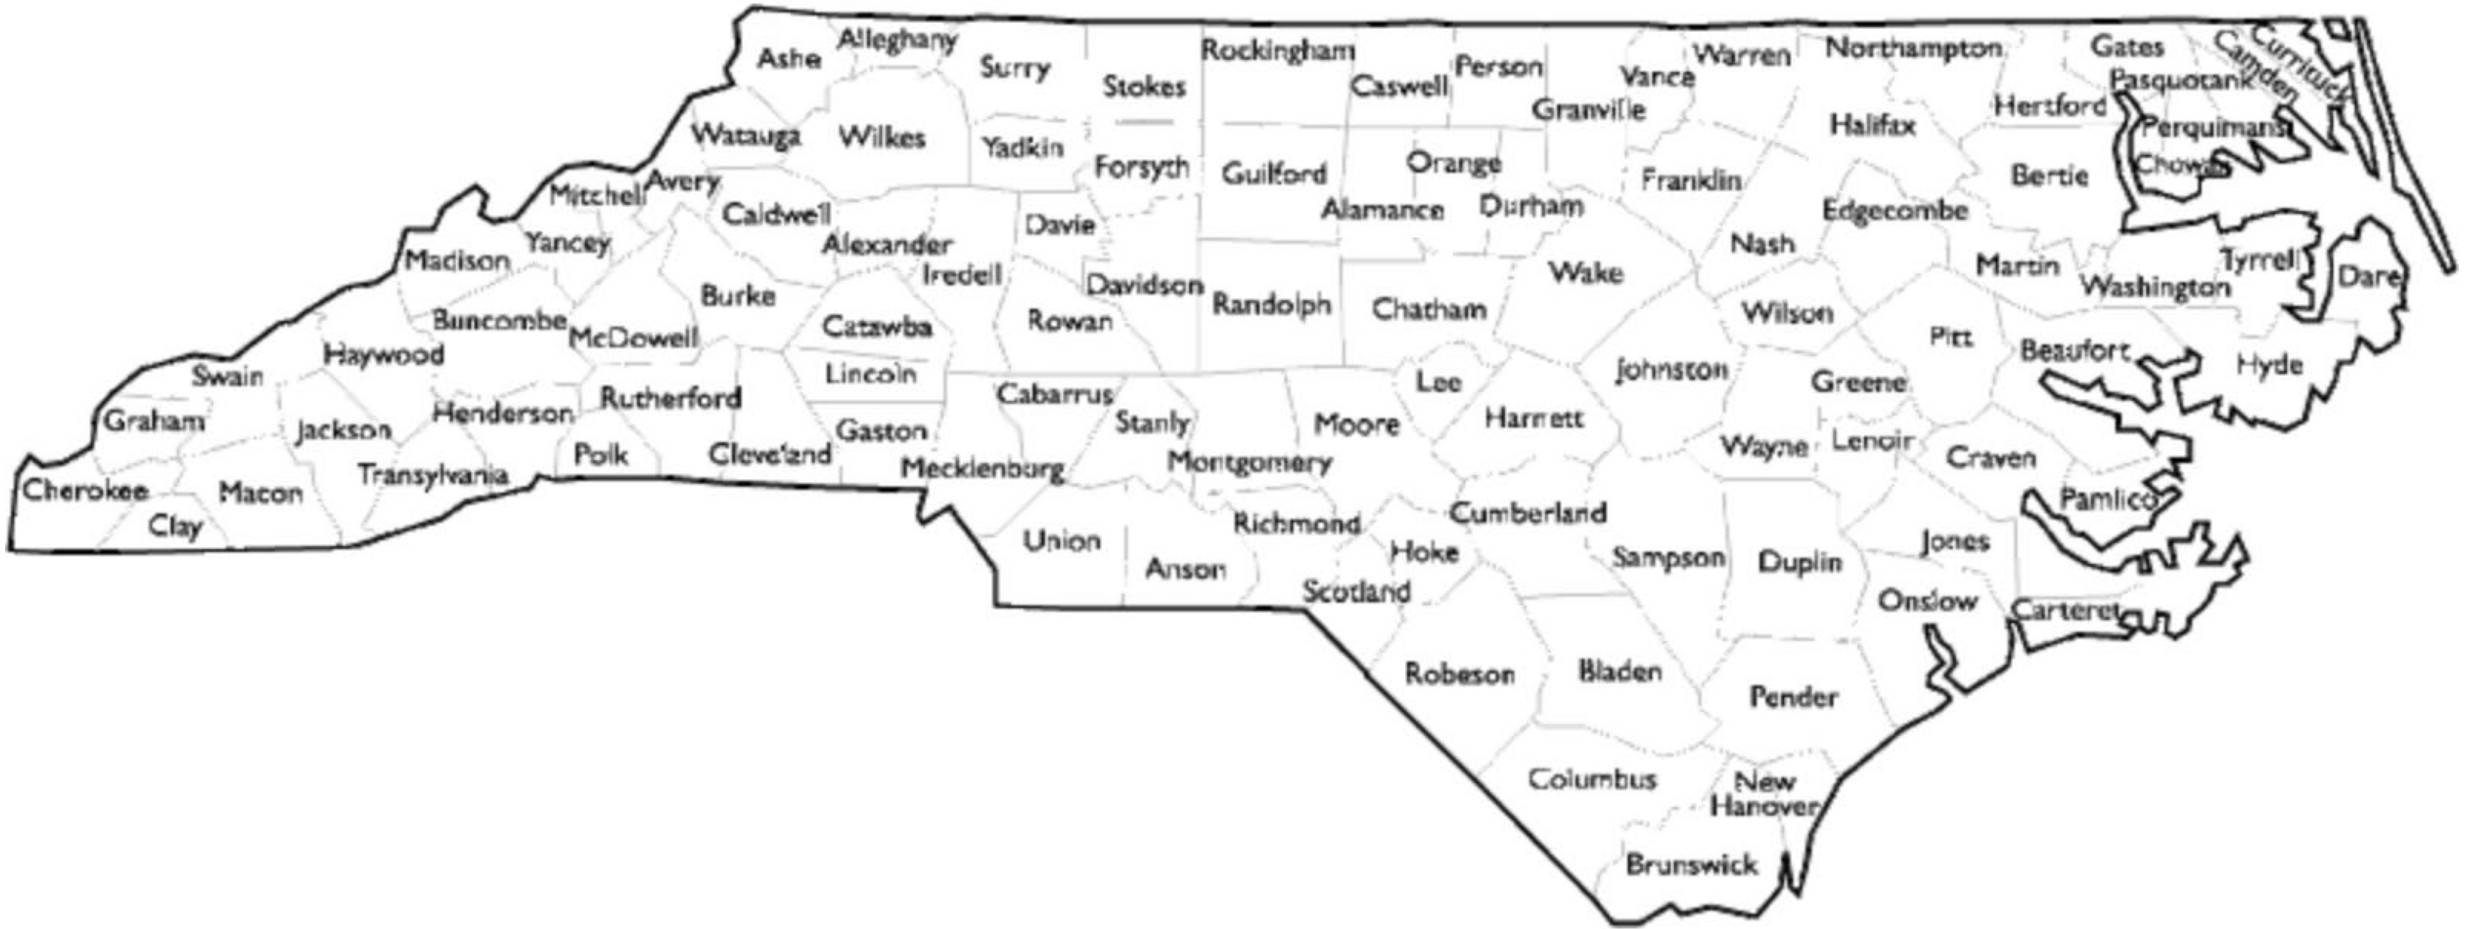 Ashe
Alleghany
Surry
Stokes
Rockingham
Caswell
Person
Granville
Vance
Warren
Northampton
Gates
Camden
Currituck
Pasquotank
Hertford
Halifax
Perquimans
Chowan
Watauga
Wilkes
Yadkin
Forsyth
Guilford
Orange
Alamance
Durham
Franklin
Bertie
Mitchell
Avery
Caldwell
Alexander
Davie
Iredell
Davidson
Edgecombe
Nash
Wake
Martin
Washington
Tyrrell
Dare
Madison
Yancey
Buncombe
McDowell
Burke
Catawba
Rowan
Randolph
Chatham
Wilson
Pitt
Beaufort
Hyde
Swain
Haywood
Lincoln
Cabarrus
Lee
Johnston
Greene
Graham
Jackson
Henderson
Rutherford
Gaston
Stanly
Moore
Harnett
Wayne
Lenoir
Craven
Cherokee
Macon
Transylvania
Polk
Cleveland
Mecklenburg
Montgomery
Pamlico
Clay
Union
Anson
Richmond
Cumberland
Hoke
Scotland
Sampson
Duplin
Jones
Onslow
Carteret
Robeson
Bladen
Pender
Columbus
New
Hanover
Brunswick